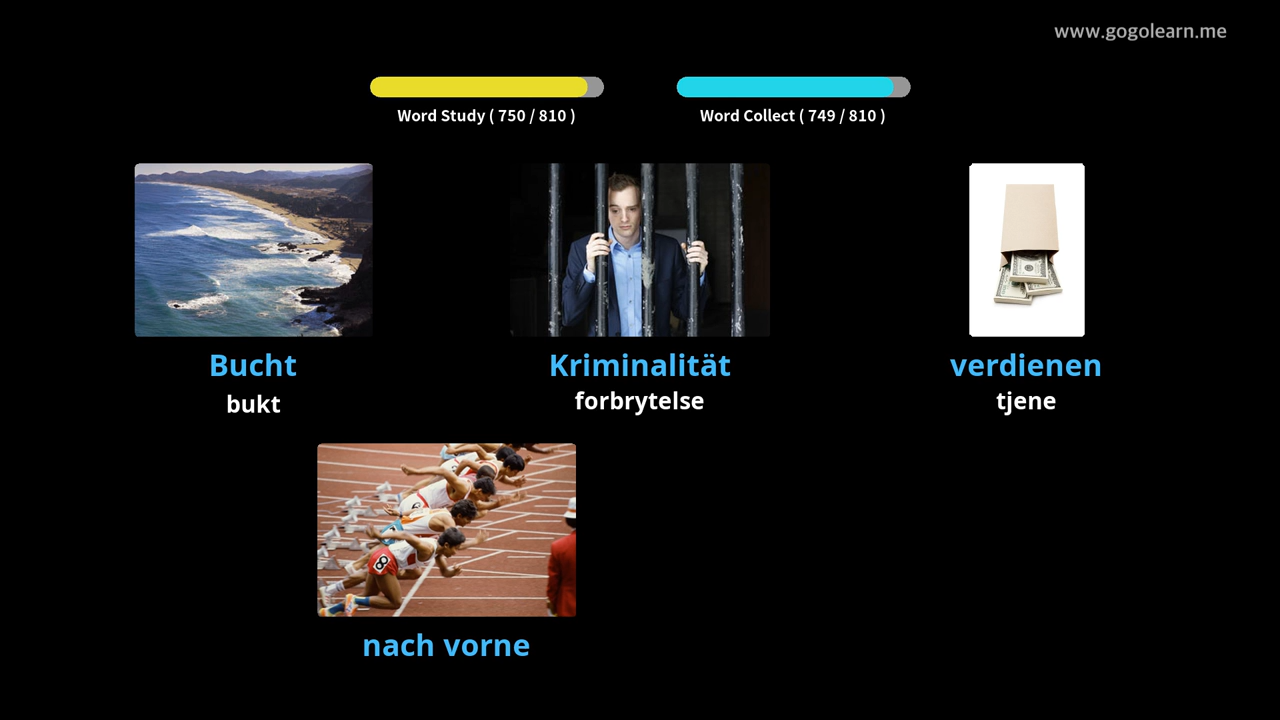 www.gogolearn.me
Word Study ( 750 / 810 )
Word Collect ( 749 / 810 )
Bucht
bukt
Kriminalität
forbrytelse
verdienen
tjene
8
nach vorne